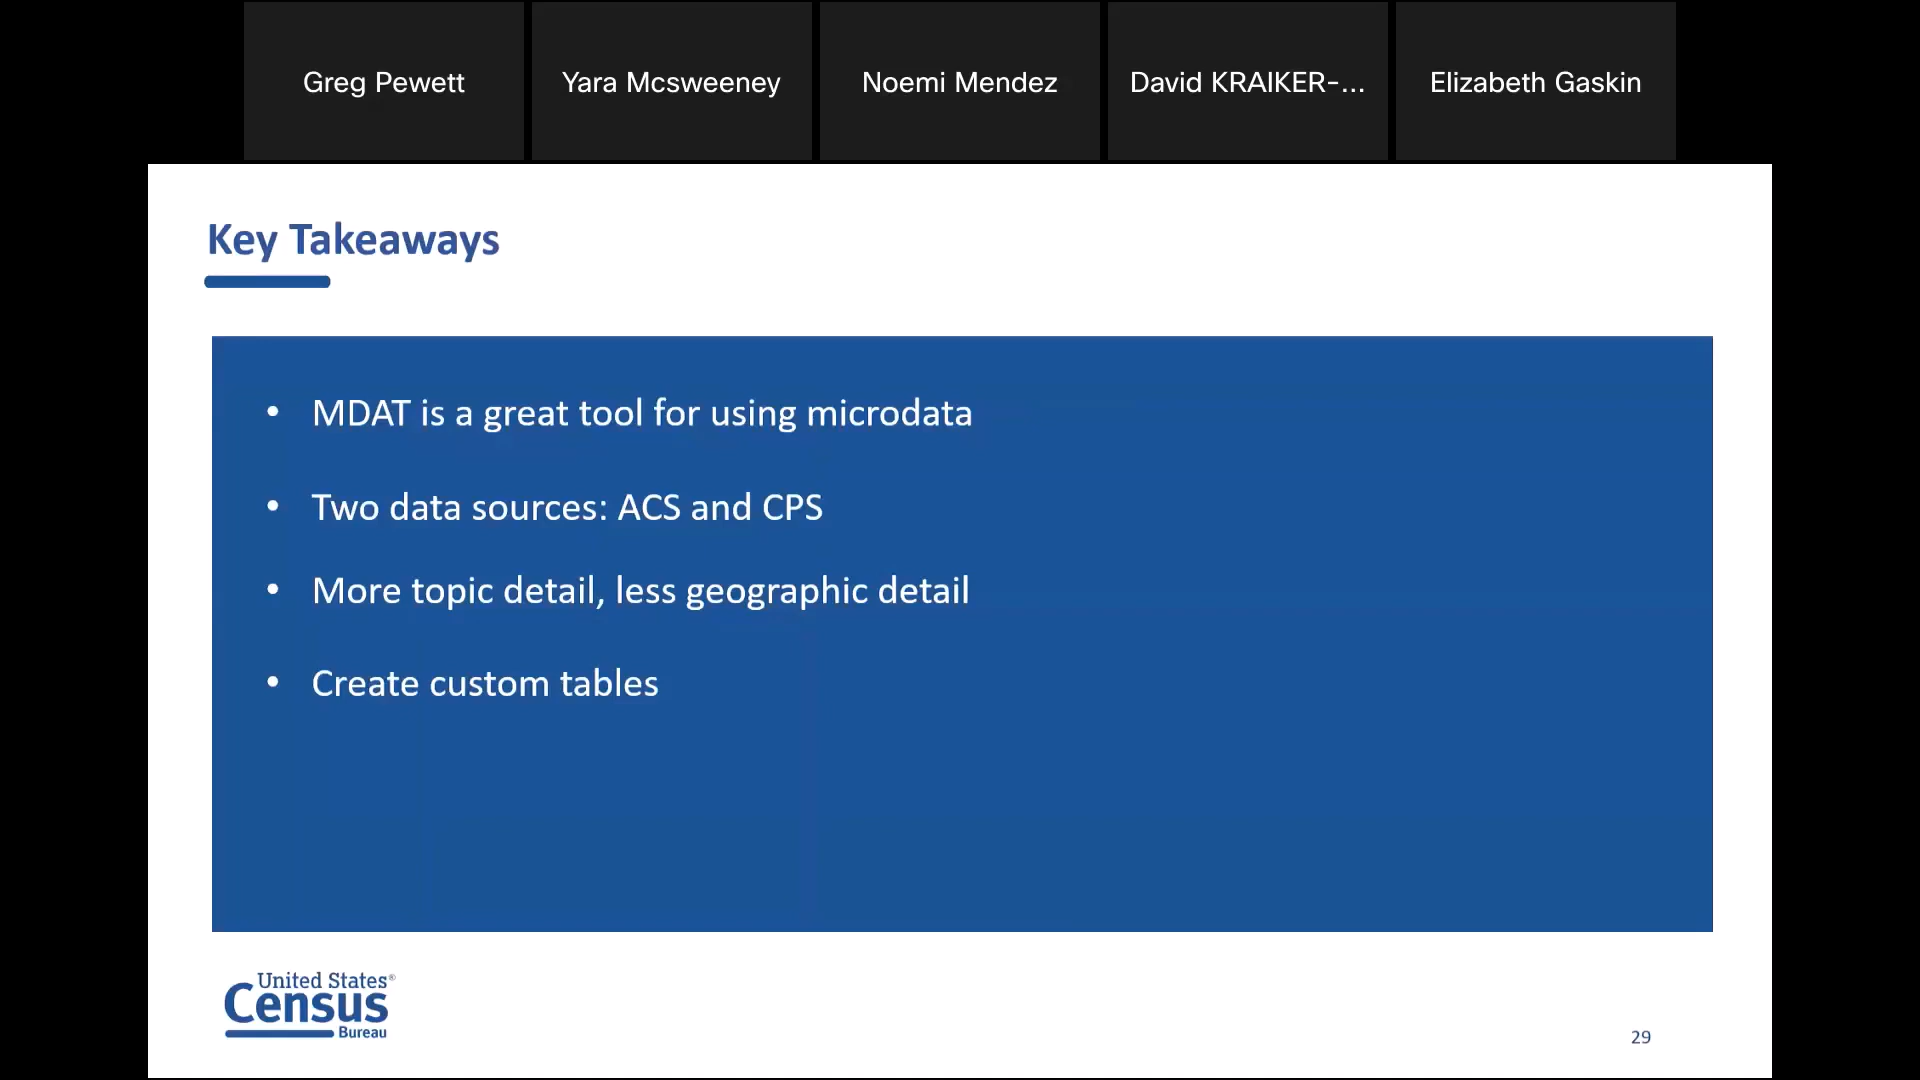 Greg Pewett
Yara Mcsweeney
Noemi Mendez
David KRAIKER-...
Elizabeth Gaskin
Key Takeaways
• MDAT is a great tool for using microdata
• Two data sources: ACS and CPS
• More topic detail, less geographic detail
• Create custom tables
United States®
Census
Bureau
29